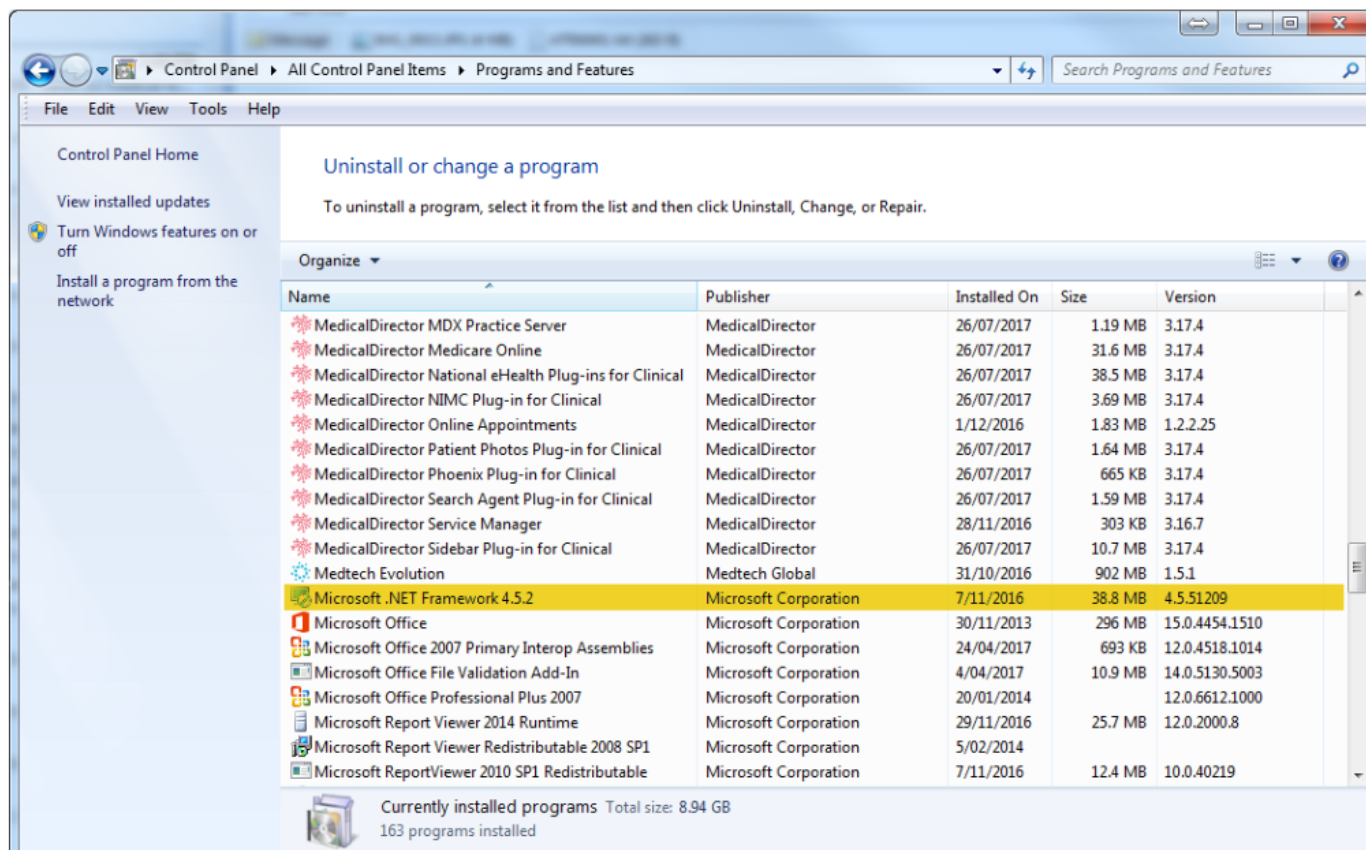 Control Panel All Control Panel Items Programs and Features Search Programs and Features
File Edit View Tools Help
Control Panel Home
View installed updates
Turn Windows features on or
off
Install a program from the
network
Uninstall or change a program
To uninstall a program, select it from the list and then click Uninstall, Change, or Repair.
Organize
Name Publisher Installed On Size Version
MedicalDirector MDX Practice Server MedicalDirector 26/07/2017 1.19 MB 3.17.4
MedicalDirector Medicare Online MedicalDirector 26/07/2017 31.6 MB 3.17.4
MedicalDirector National eHealth Plug-ins for Clinical MedicalDirector 26/07/2017 38.5 MB 3.17.4
MedicalDirector NIMC Plug-in for Clinical MedicalDirector 26/07/2017 3.69 MB 3.17.4
MedicalDirector Online Appointments MedicalDirector 1/12/2016 1.83 MB 1.2.2.25
MedicalDirector Patient Photos Plug-in for Clinical MedicalDirector 26/07/2017 1.64 MB 3.17.4
MedicalDirector Phoenix Plug-in for Clinical MedicalDirector 26/07/2017 665 KB 3.17.4
MedicalDirector Search Agent Plug-in for Clinical MedicalDirector 26/07/2017 1.59 MB 3.17.4
MedicalDirector Service Manager MedicalDirector 28/11/2016 303 KB 3.16.7
MedicalDirector Sidebar Plug-in for Clinical MedicalDirector 26/07/2017 10.7 MB 3.17.4
Medtech Evolution Medtech Global 31/10/2016 902 MB 1.5.1
Microsoft .NET Framework 4.5.2 Microsoft Corporation 7/11/2016 38.8 MB 4.5.51209
Microsoft Office Microsoft Corporation 30/11/2013 296 MB 15.0.4454.1510
Microsoft Office 2007 Primary Interop Assemblies Microsoft Corporation 24/04/2017 693 KB 12.0.4518.1014
Microsoft Office File Validation Add-In Microsoft Corporation 4/04/2017 10.9 MB 14.0.5130.5003
Microsoft Office Professional Plus 2007 Microsoft Corporation 20/01/2014 12.0.6612.1000
Microsoft Report Viewer 2014 Runtime Microsoft Corporation 29/11/2016 25.7 MB 12.0.2000.8
Microsoft Report Viewer Redistributable 2008 SP1 Microsoft Corporation 5/02/2014
Microsoft ReportViewer 2010 SP1 Redistributable Microsoft Corporation 7/11/2016 12.4 MB 10.0.40219
Currently installed programs Total size: 8.94 GB
163 programs installed